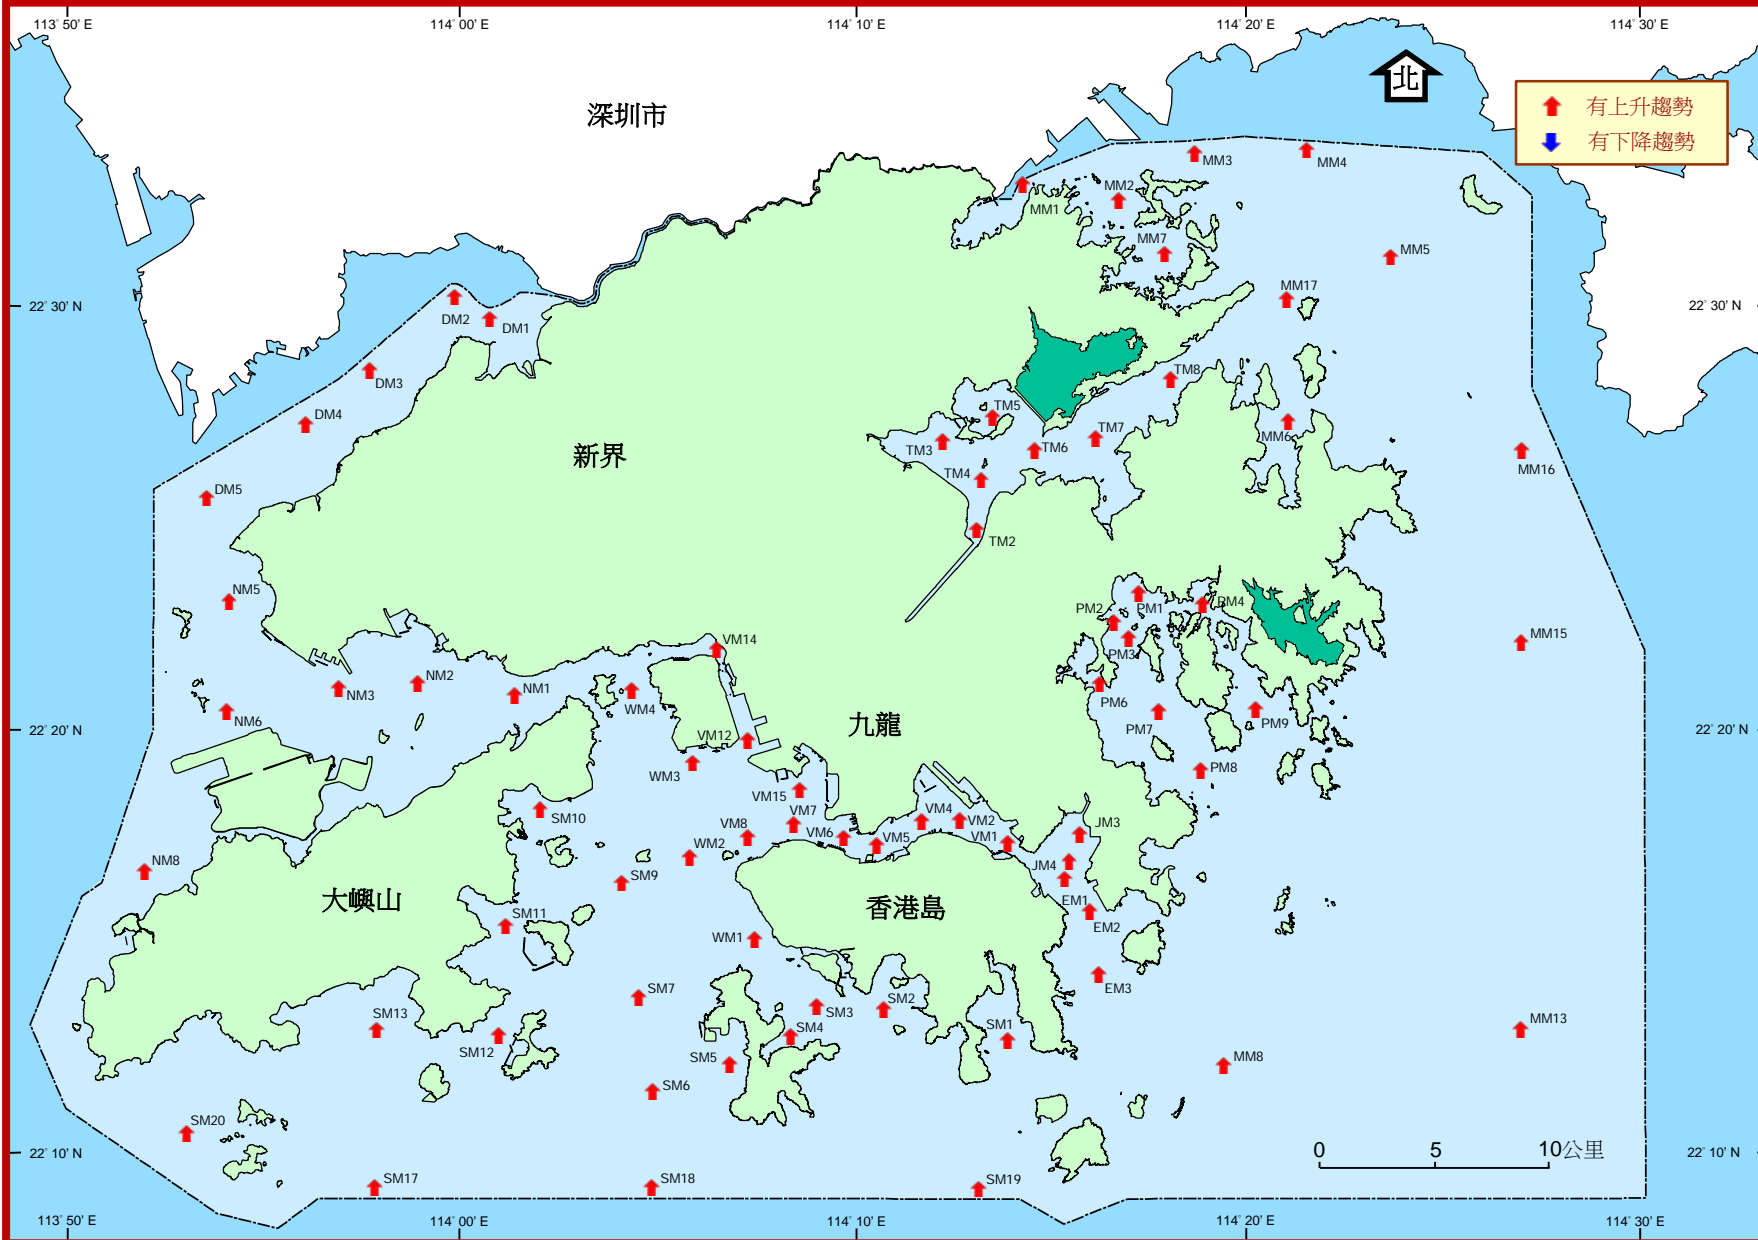 113° 50' E
114° 00' E
114° 10' E
114° 20' E
114° 30' E
北
有上升趨勢
有下降趨勢
深圳市
MM3
MM4
MM2
MM1
MM7
MM5
MM17
22° 30' N
22° 30' N
DM2
DM1
DM3
TM8
DM4
TM5
TM7
MM6
TM3
TM6
新界
MM16
TM4
DM5
TM2
NM5
PM2
PM1
PM4
VM14
PM3
MM15
NM2
NM1
NM3
WM4
PM6
NM6
九龍
PM7
PM9
22° 20' N
22° 20' N
VM12
WM3
PM8
VM15
VM7
VM4
VM2
SM10
VM8
VM6
VM5
VM1
JM3
WM2
JM4
NM8
SM9
大嶼山
香港島
EM1
SM11
EM2
WM1
EM3
SM7
SM2
SM13
SM3
SM1
MM13
SM4
SM12
SM5
MM8
SM6
SM20
0
5
10公里
22° 10' N
22° 10' N
SM17
SM18
SM19
113° 50' E
114° 00' E
114° 10' E
114° 20' E
114° 30' E